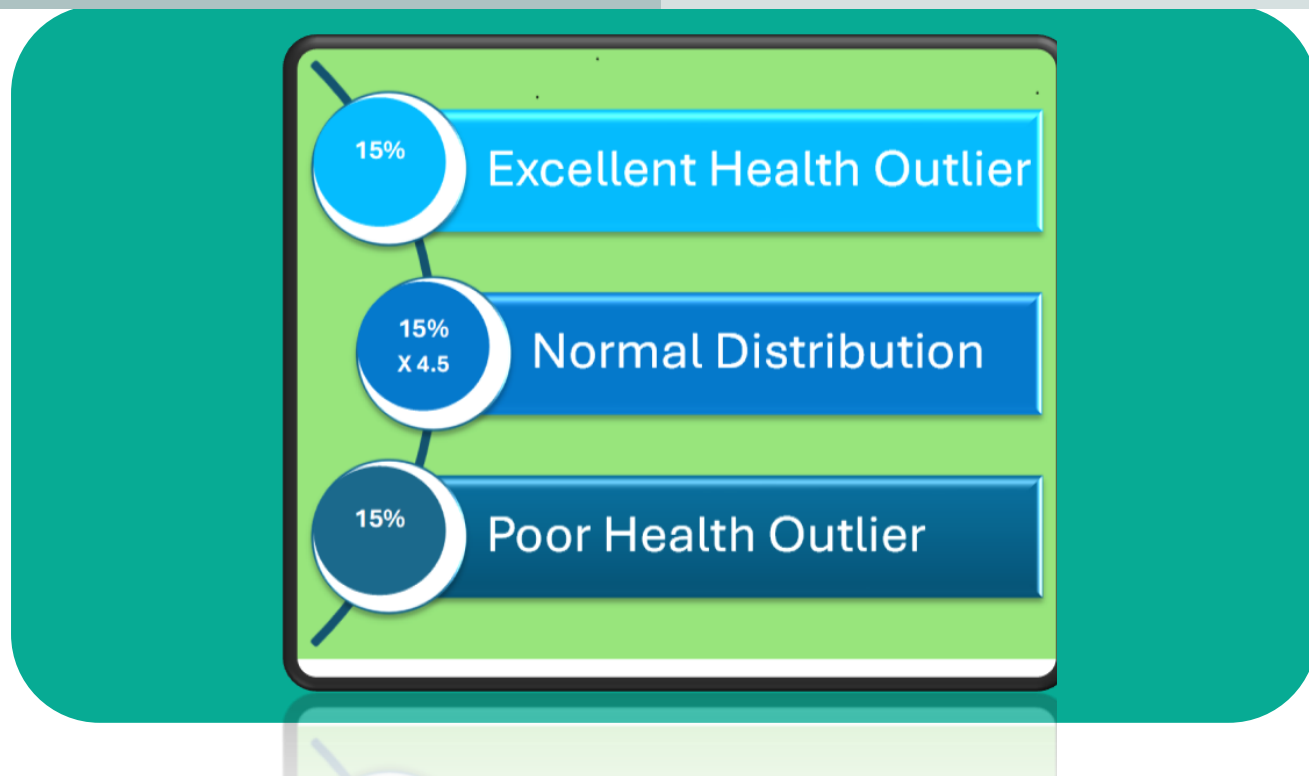 15%
Excellent Health Outlier
15%
X 4.5
Normal Distribution
15%
Poor Health Outlier